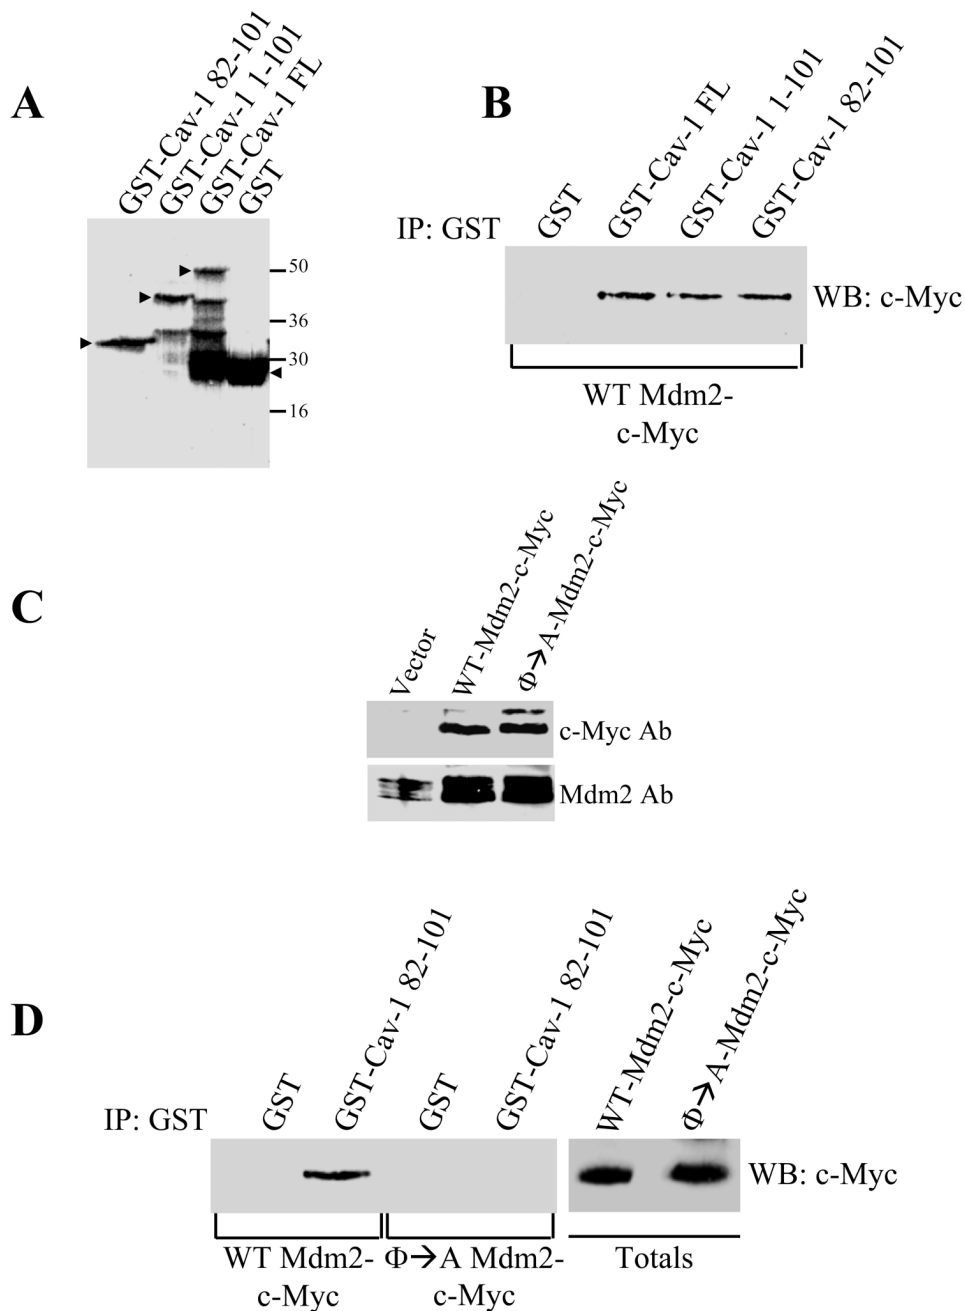 A
GST-Cav-1 82-101
GST-Cav-1 1-101
GST-Cav-1 FL
GST
50
36
30
16
B
IP: GST
GST
GST-Cav-1 FL
GST-Cav-1 1-101
GST-Cav-1 82-101
WB: c-Myc
WT Mdm2-
c-Myc
C
Vector
WT-Mdm2-c-Myc
Φ→A-Mdm2-c-Myc
c-Myc Ab
Mdm2 Ab
D
IP: GST
GST
GST-Cav-1 82-101
GST
GST-Cav-1 82-101
WT-Mdm2-c-Myc
Φ→A-Mdm2-c-Myc
WB: c-Myc
WT Mdm2-
c-Myc
Φ→A Mdm2-
c-Myc
Totals